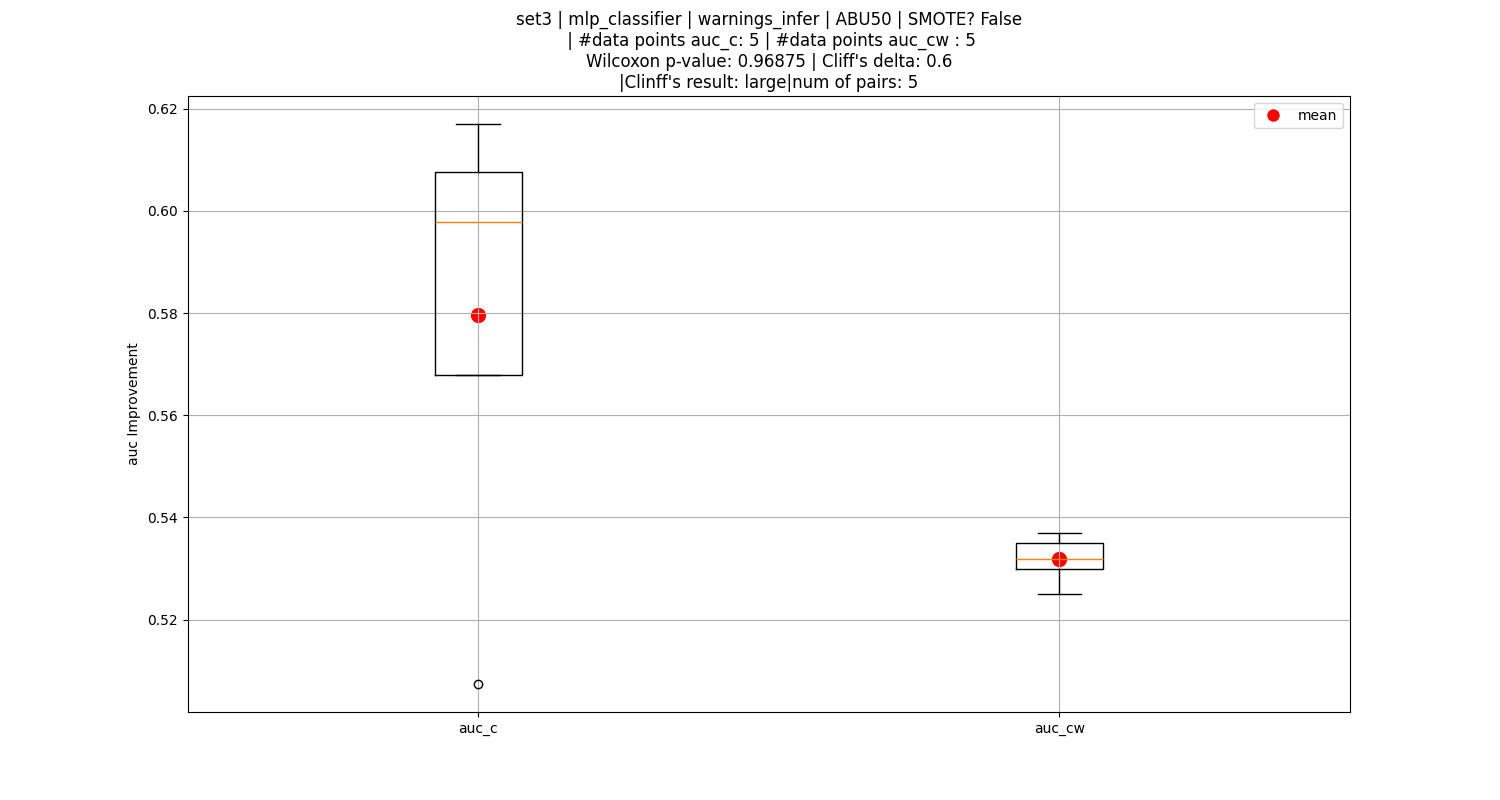 set3 | mlp_classifier | warnings_infer | ABU50 | SMOTE? False
| #data points auc_c: 5 | #data points auc_cw : 5
Wilcoxon p-value: 0.96875 | Cliff's delta: 0.6
|Clinff's result: large|num of pairs: 5
mean
auc Improvement
0.62
0.60
0.58
0.56
0.54
0.52
auc_c
auc_cw